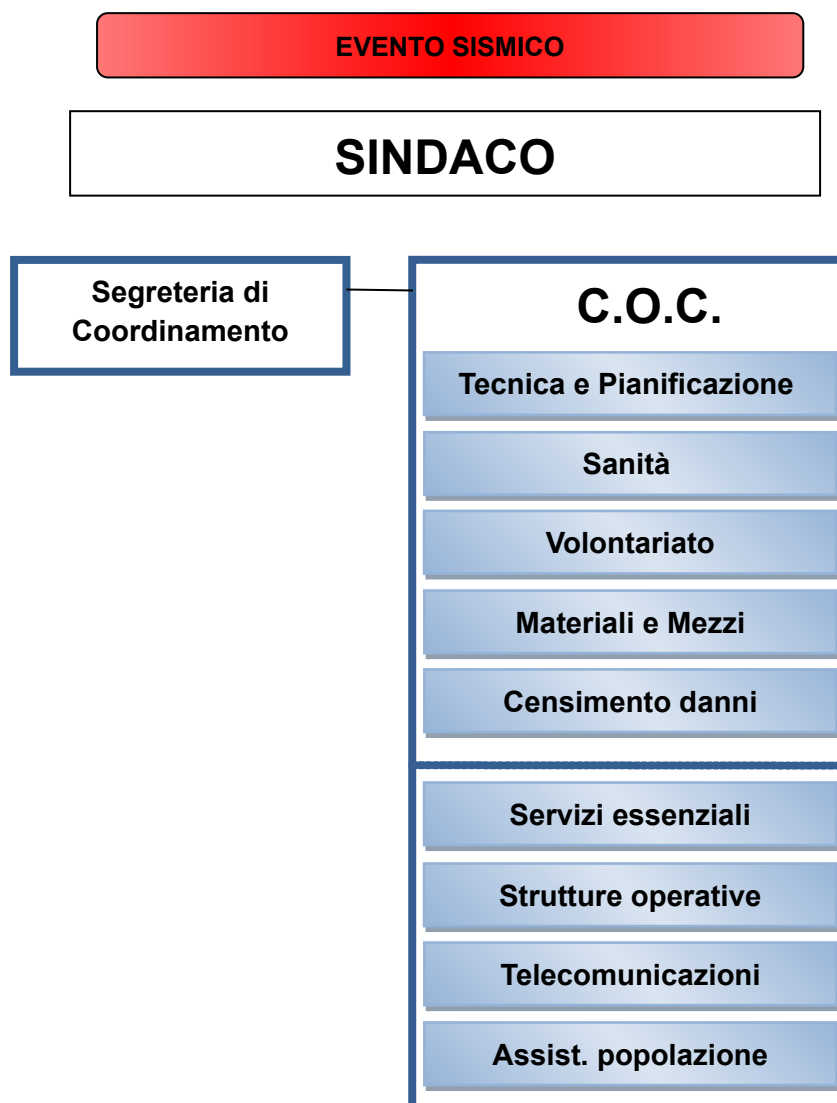 EVENTO SISMICO
SINDACO
Segreteria di
Coordinamento
C.O.C.
Tecnica e Pianificazione
Sanità
Volontariato
Materiali e Mezzi
Censimento danni
Servizi essenziali
Strutture operative
Telecomunicazioni
Assist. popolazione